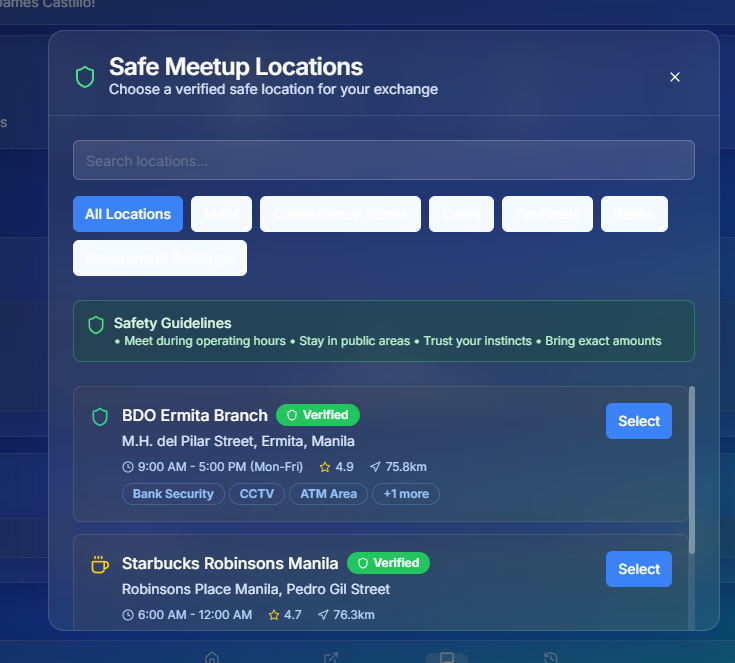 James Castillo!
Safe Meetup Locations
Choose a verified safe location for your exchange
s
Search locations...
All Locations Malls Convenience Stores Cafes Terminals Banks
Government Buildings
Safety Guidelines
• Meet during operating hours • Stay in public areas • Trust your instincts • Bring exact amounts
BDO Ermita Branch Verified
Select
M.H. del Pilar Street, Ermita, Manila
9:00 AM - 5:00 PM (Mon-Fri) 4.9 75.8km
Bank Security CCTV ATM Area +1 more
Starbucks Robinsons Manila Verified
Select
Robinsons Place Manila, Pedro Gil Street
6:00 AM - 12:00 AM 4.7 76.3km